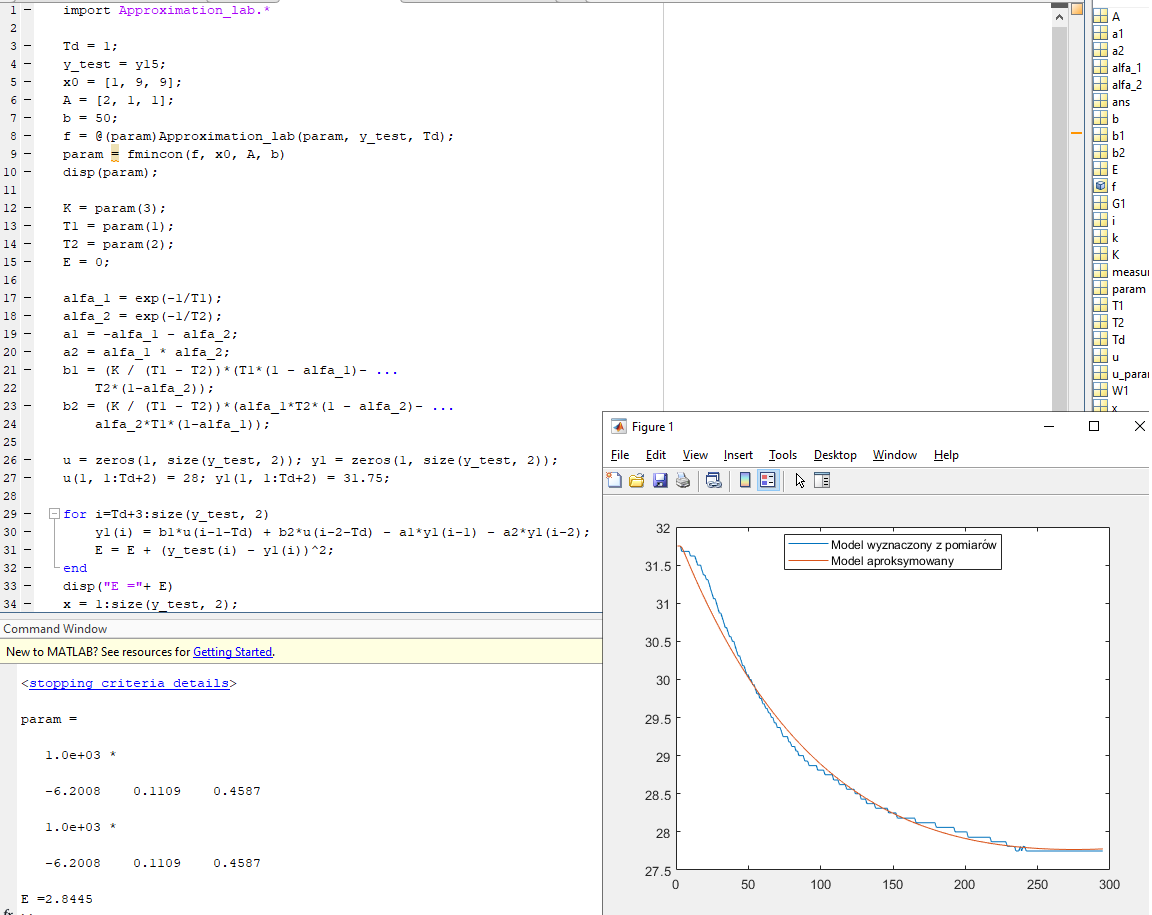 1 import Approximation_lab.*
2
3 Td = 1;
4 y_test = y15;
5 x0 = [1, 9, 9];
6 A = [2, 1, 1];
7 b = 50;
8 f = @(param)Approximation_lab(param, y_test, Td);
9 param = fmincon(f, x0, A, b)
10 disp(param);
11
12 K = param(3);
13 T1 = param(1);
14 T2 = param(2);
15 E = 0;
16
17 alfa_1 = exp(-1/T1);
18 alfa_2 = exp(-1/T2);
19 a1 = -alfa_1 - alfa_2;
20 a2 = alfa_1 * alfa_2;
21 b1 = (K / (T1 - T2))*(T1*(1 - alfa_1)- ...
22 T2*(1-alfa_2));
23 b2 = (K / (T1 - T2))*(alfa_1*T2*(1 - alfa_2)- ...
24 alfa_2*T1*(1-alfa_1));
25
26 u = zeros(1, size(y_test, 2)); y1 = zeros(1, size(y_test, 2));
27 u(1, 1:Td+2) = 28; y1(1, 1:Td+2) = 31.75;
28
29 for i=Td+3:size(y_test, 2)
30 y1(i) = b1*u(i-1-Td) + b2*u(i-2-Td) - a1*y1(i-1) - a2*y1(i-2);
31 E = E + (y_test(i) - y1(i))^2;
32 end
33 disp("E ="+ E)
34 x = 1:size(y_test, 2);
Command Window
New to MATLAB? See resources for Getting Started.
<stopping criteria details>
param =
1.0e+03 *
-6.2008 0.1109 0.4587
1.0e+03 *
-6.2008 0.1109 0.4587
E =2.8445
fx >>
A
a1
a2
alfa_1
alfa_2
ans
b
b1
b2
E
f
G1
i
k
K
measur
param
T1
T2
Td
u
u_para
W1
x
Figure 1
File Edit View Insert Tools Desktop Window Help
Model wyznaczony z pomiarów
Model aproksymowany
32
31.5
31
30.5
30
29.5
29
28.5
28
27.5
0 50 100 150 200 250 300